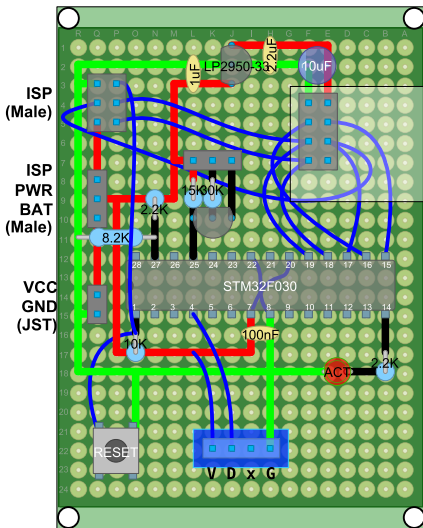 R Q P O N M L K J I H G F E D C B A
1
2
3
4
5
6
7
8
9
10
11
12
13
14
15
16
17
18
19
20
21
22
23
24
1uF
LP2950-33
2.2uF
10uF
ISP
(Male)
ISP
PWR
BAT
(Male)
15K
30K
2.2K
8.2K
28 27 26 25 24 23 22 21 20 19 18 17 16 15
STM32F030
1 2 3 4 5 6 7 8 9 10 11 12 13 14
VCC
GND
(JST)
10K
100nF
ACT
2.2K
RESET
V D x G